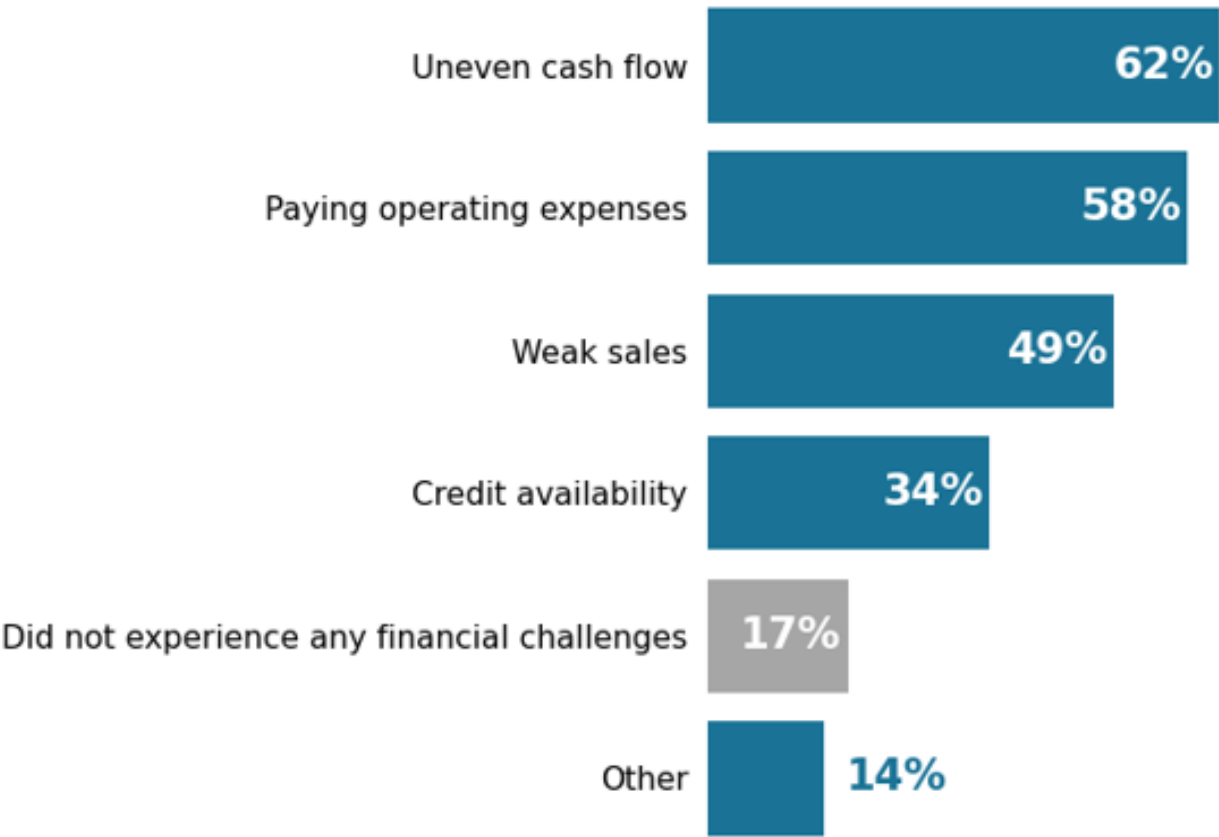 Uneven cash flow 62%
Paying operating expenses 58%
Weak sales 49%
Credit availability 34%
Did not experience any financial challenges 17%
Other 14%